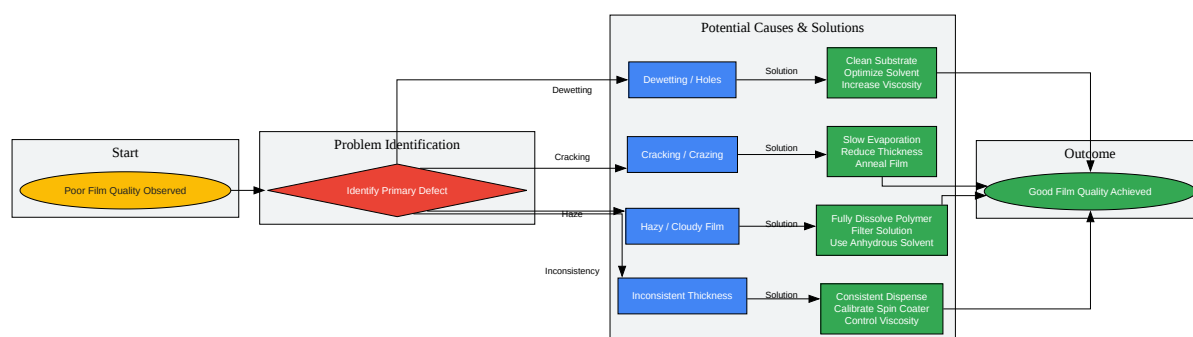 Start
Poor Film Quality Observed
Problem Identification
Identify Primary Defect
Dewetting
Cracking
Haze
Inconsistency
Potential Causes & Solutions
Dewetting / Holes
Solution
Clean Substrate
Optimize Solvent
Increase Viscosity
Cracking / Crazing
Solution
Slow Evaporation
Reduce Thickness
Anneal Film
Hazy / Cloudy Film
Solution
Fully Dissolve Polymer
Filter Solution
Use Anhydrous Solvent
Inconsistent Thickness
Solution
Consistent Dispense
Calibrate Spin Coater
Control Viscosity
Outcome
Good Film Quality Achieved